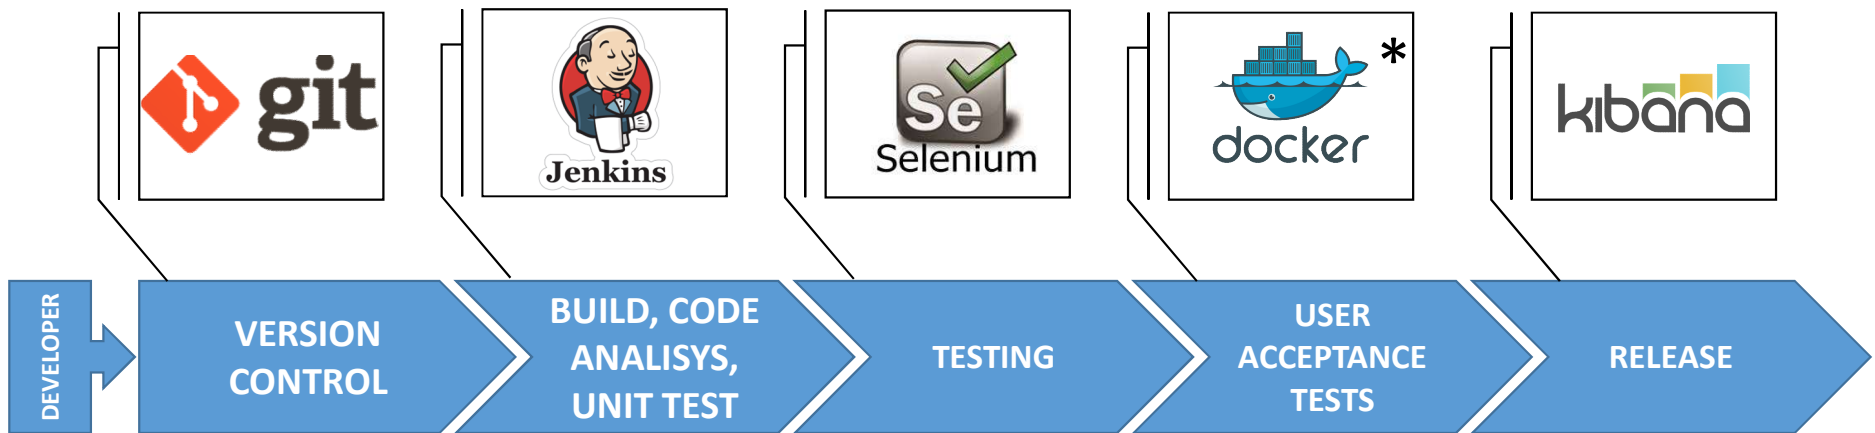 git
Jenkins
Se
Selenium
docker
*
kibana
DEVELOPER
VERSION
CONTROL
BUILD, CODE
ANALISYS,
UNIT TEST
TESTING
USER
ACCEPTANCE
TESTS
RELEASE